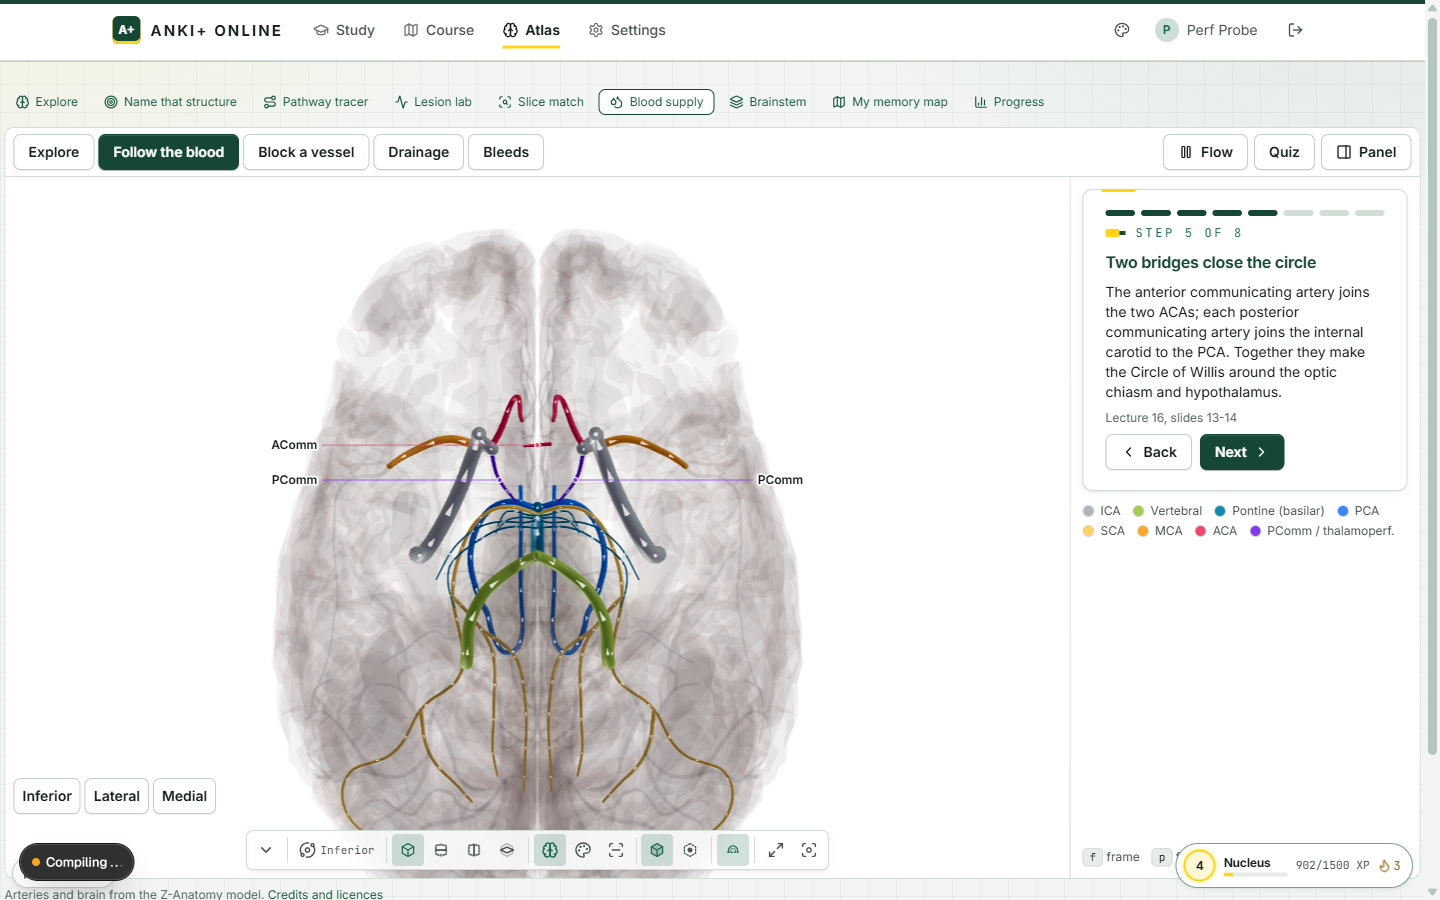 A+ ANKI+ ONLINE Study Course Atlas Settings P Perf Probe
Explore Name that structure Pathway tracer Lesion lab Slice match Blood supply Brainstem My memory map Progress
Explore Follow the blood Block a vessel Drainage Bleeds Flow Quiz Panel
STEP 5 OF 8
Two bridges close the circle
The anterior communicating artery joins
the two ACAs; each posterior
communicating artery joins the internal
carotid to the PCA. Together they make
the Circle of Willis around the optic
chiasm and hypothalamus.
Lecture 16, slides 13-14
Back Next
ICA Vertebral Pontine (basilar) PCA
SCA MCA ACA PComm / thalamoperf.
AComm
PComm PComm
Inferior Lateral Medial
Inferior
Compiling ...
f frame p
4 Nucleus 902/1500 XP 3
Arteries and brain from the Z-Anatomy model. Credits and licences